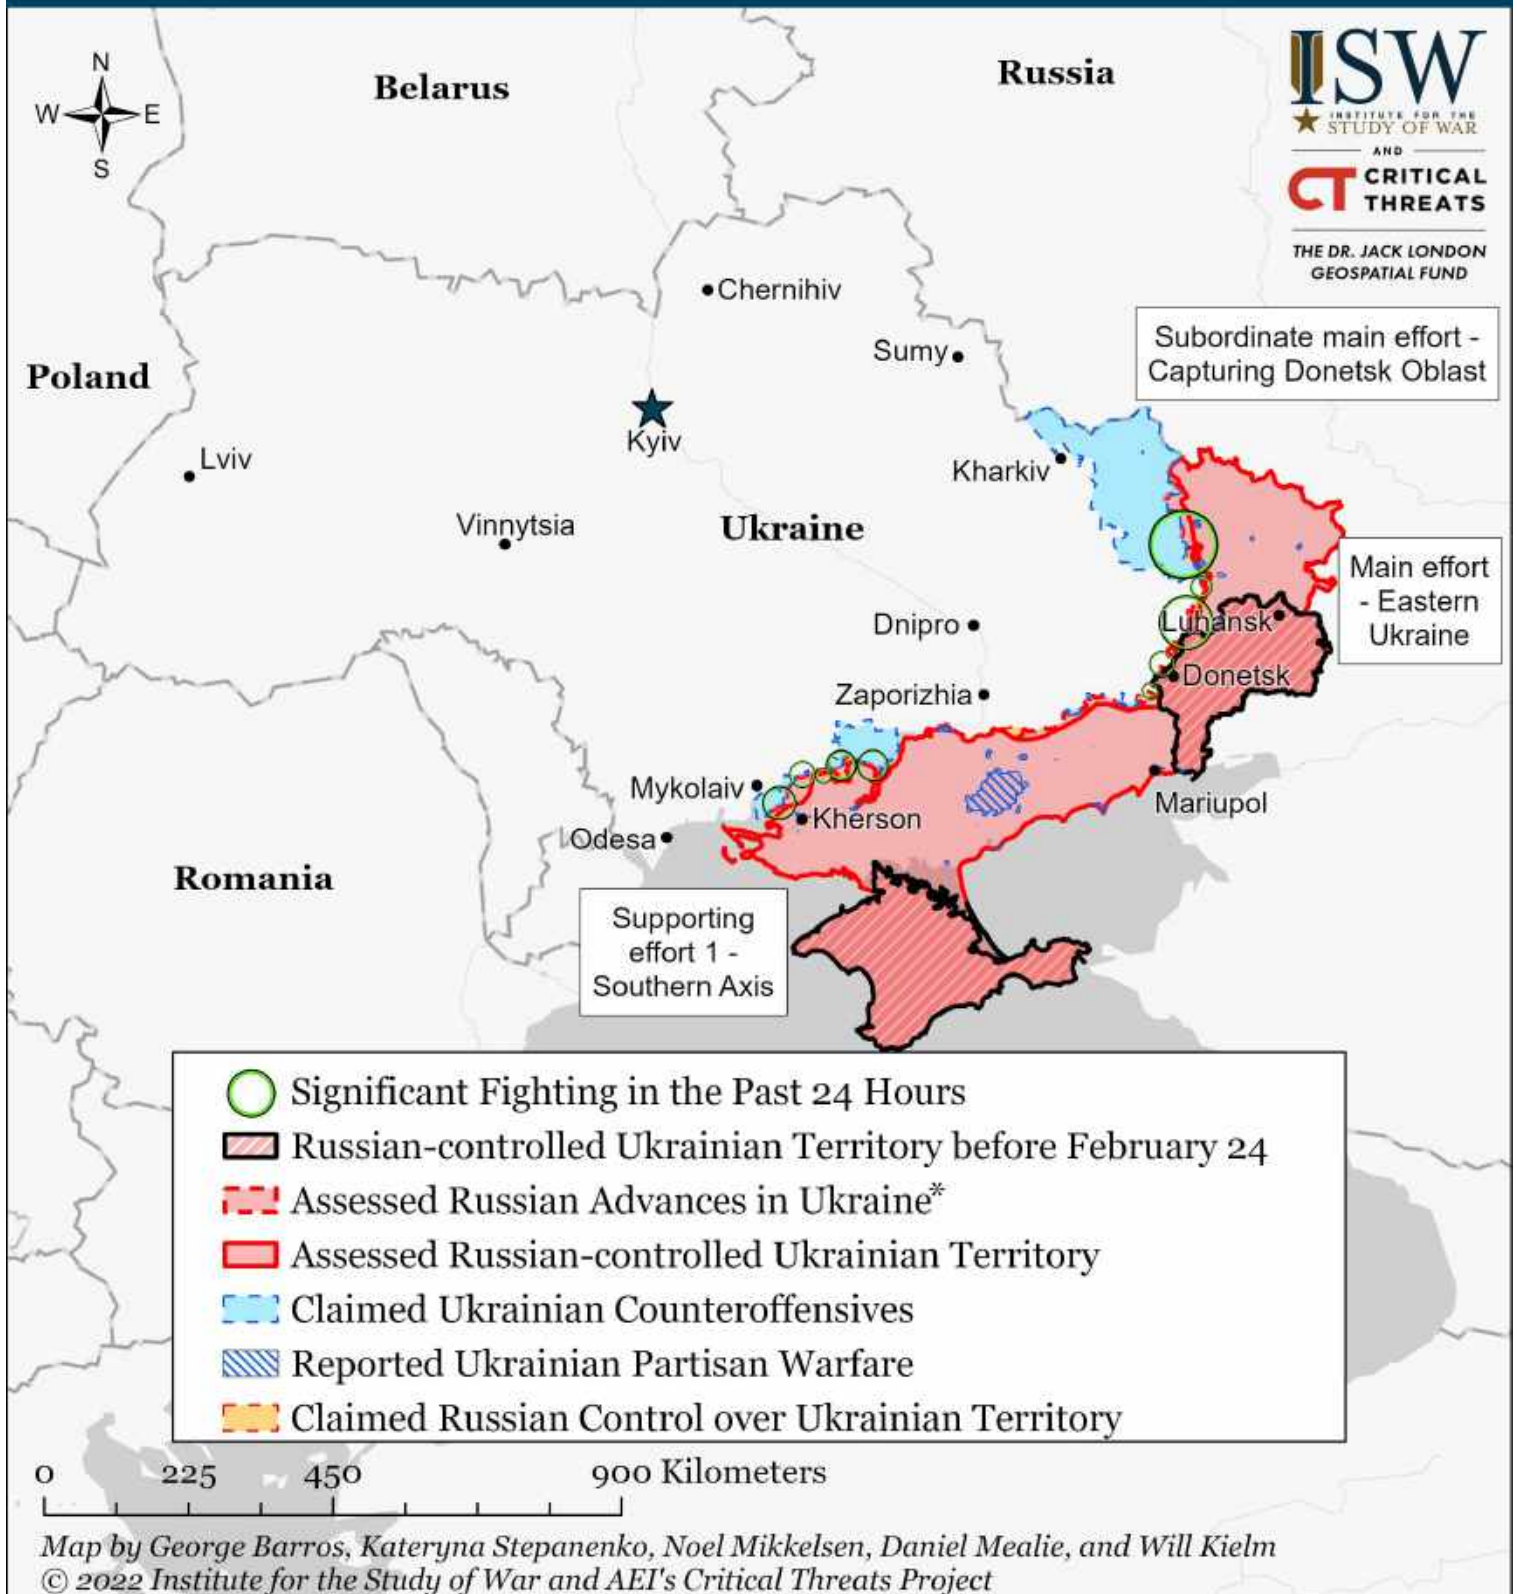 N
W
E
S
Belarus
Russia
ISW
INSTITUTE FOR THE
STUDY OF WAR
AND
CT CRITICAL
THREATS
THE DR. JACK LONDON
GEOSPATIAL FUND
Chernihiv
Subordinate main effort -
Capturing Donetsk Oblast
Sumy
Poland
Kyiv
Lviv
Kharkiv
Vinnytsia
Ukraine
Main effort
- Eastern
Ukraine
Dnipro
Luhansk
Donetsk
Zaporizhia
Mykolaiv
Mariupol
Kherson
Odesa
Romania
Supporting
effort 1 -
Southern Axis
Significant Fighting in the Past 24 Hours
Russian-controlled Ukrainian Territory before February 24
Assessed Russian Advances in Ukraine*
Assessed Russian-controlled Ukrainian Territory
Claimed Ukrainian Counteroffensives
Reported Ukrainian Partisan Warfare
Claimed Russian Control over Ukrainian Territory
0 225 450 900 Kilometers
Map by George Barros, Kateryna Stepanenko, Noel Mikkelsen, Daniel Mealie, and Will Kielm
© 2022 Institute for the Study of War and AEI's Critical Threats Project